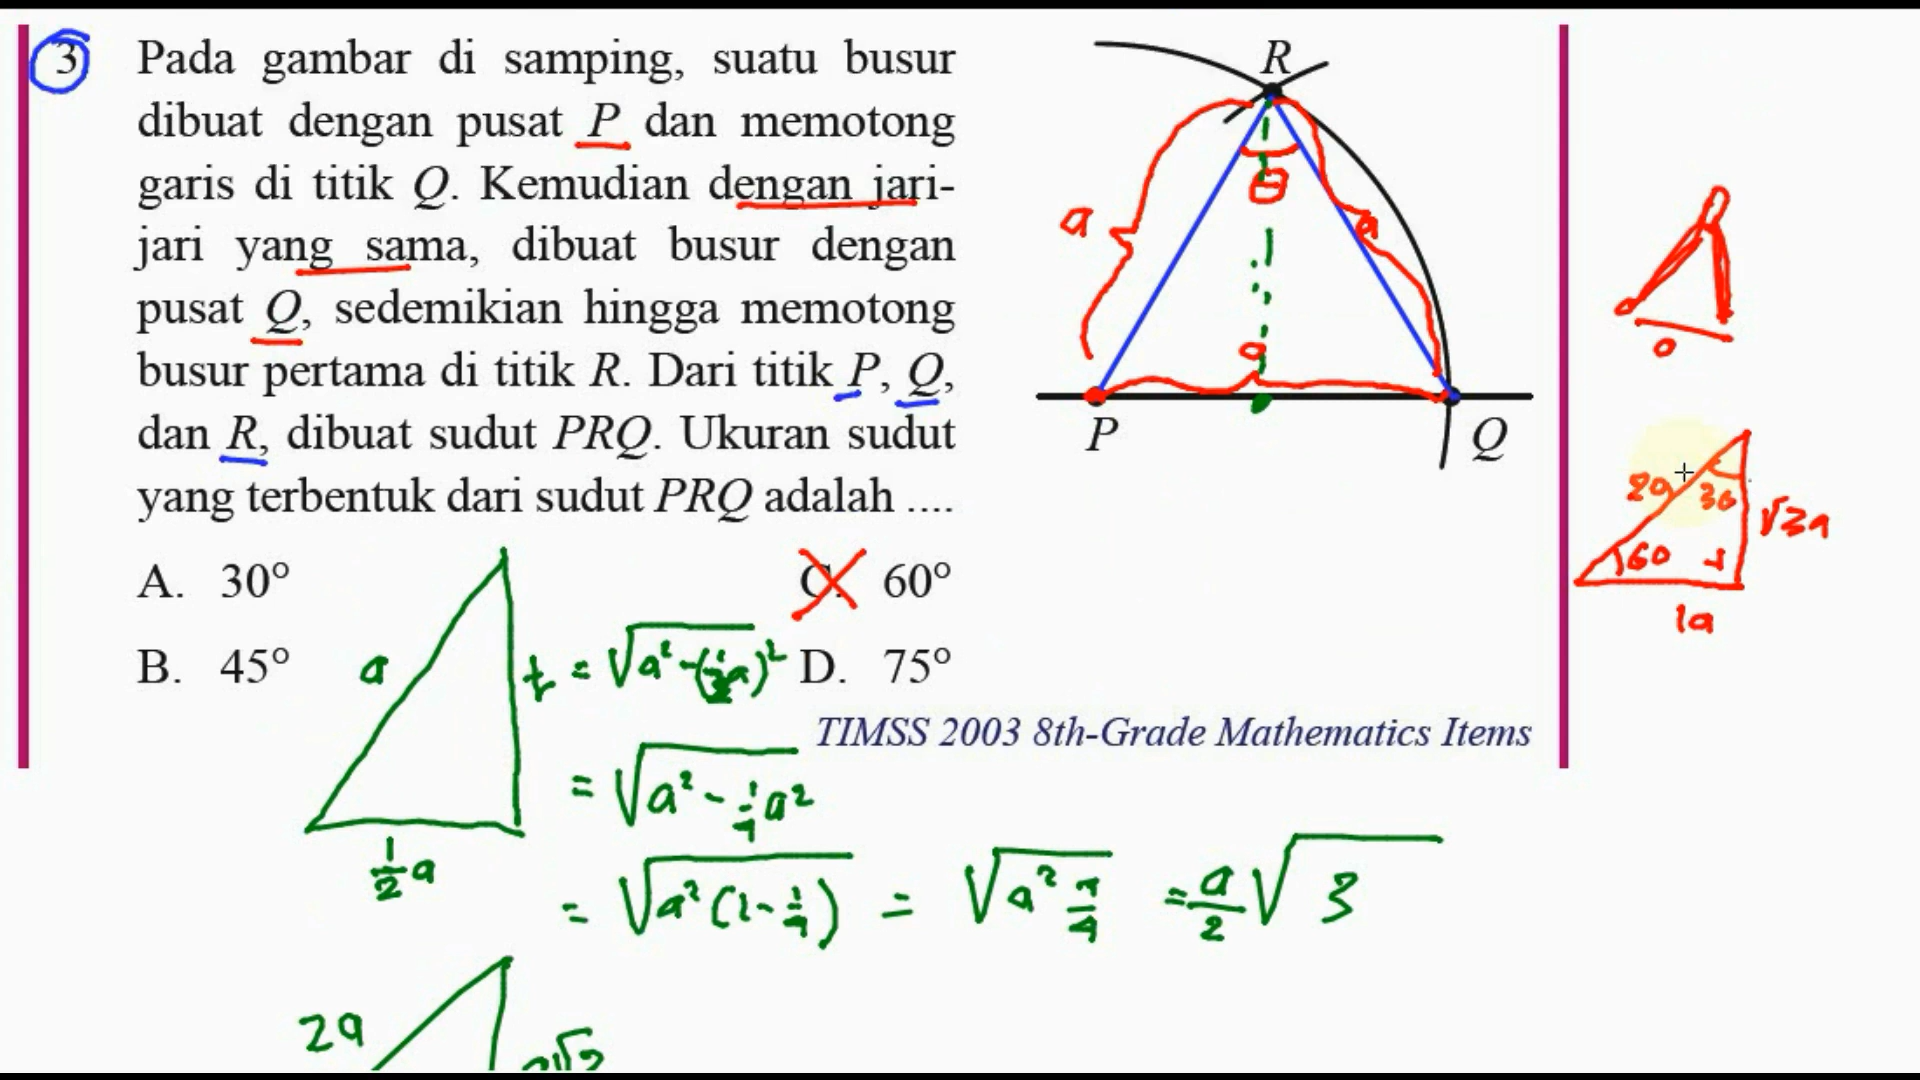 3 Pada gambar di samping, suatu busur
dibuat dengan pusat P dan memotong
garis di titik Q. Kemudian dengan jari-
jari yang sama, dibuat busur dengan
pusat Q, sedemikian hingga memotong
busur pertama di titik R. Dari titik P, Q,
dan R, dibuat sudut PRQ. Ukuran sudut
yang terbentuk dari sudut PRQ adalah ....
A. 30°
C. 60°
B. 45°
D. 75°
TIMSS 2003 8th-Grade Mathematics Items
R
θ
a
a
a
P
Q
2a
30
√3a
60
1a
a
½a
t = √a² - (½a)²
= √a² - ¼a²
= √a²(1 - ¼) = √a² ¾ = a/2 √3
2a